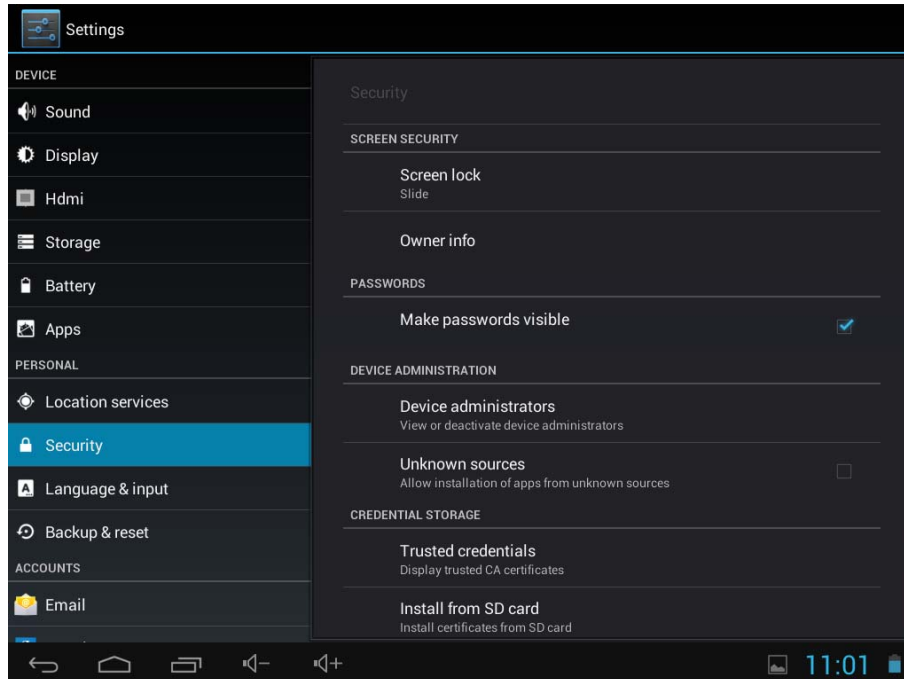 Settings
DEVICE
Sound
Display
Hdmi
Storage
Battery
Apps
PERSONAL
Location services
Security
Language & input
Backup & reset
ACCOUNTS
Email
Security
SCREEN SECURITY
Screen lock
Slide
Owner info
PASSWORDS
Make passwords visible
DEVICE ADMINISTRATION
Device administrators
View or deactivate device administrators
Unknown sources
Allow installation of apps from unknown sources
CREDENTIAL STORAGE
Trusted credentials
Display trusted CA certificates
Install from SD card
Install certificates from SD card
11:01